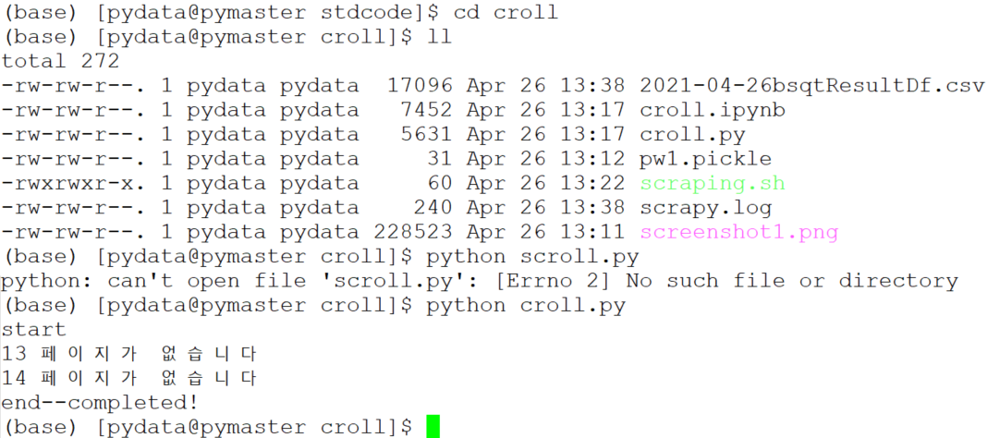 (base) [pydata@pymaster stdcode]$ cd croll
(base) [pydata@pymaster croll]$ ll
total 272
-rw-rw-r--. 1 pydata pydata  17096 Apr 26 13:38 2021-04-26bsqtResultDf.csv
-rw-rw-r--. 1 pydata pydata   7452 Apr 26 13:17 croll.ipynb
-rw-rw-r--. 1 pydata pydata   5631 Apr 26 13:17 croll.py
-rw-rw-r--. 1 pydata pydata     31 Apr 26 13:12 pw1.pickle
-rwxrwxr-x. 1 pydata pydata     60 Apr 26 13:22 scraping.sh
-rw-rw-r--. 1 pydata pydata    240 Apr 26 13:38 scrapy.log
-rw-rw-r--. 1 pydata pydata 228523 Apr 26 13:11 screenshot1.png
(base) [pydata@pymaster croll]$ python scroll.py
python: can't open file 'scroll.py': [Errno 2] No such file or directory
(base) [pydata@pymaster croll]$ python croll.py
start
13 페이지가 없습니다
14 페이지가 없습니다
end--completed!
(base) [pydata@pymaster croll]$